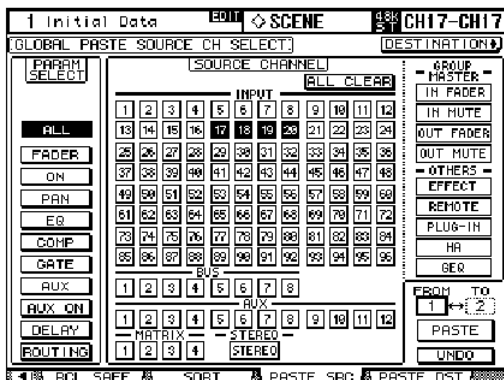 1 Initial Data EDIT ◇SCENE 48K ST CH17-CH17
GLOBAL PASTE SOURCE CH SELECT DESTINATION
PARAM SELECT
ALL
FADER
ON
PAN
EQ
COMP
GATE
AUX
AUX ON
DELAY
ROUTING
SOURCE CHANNEL
ALL CLEAR
INPUT
1 2 3 4 5 6 7 8 9 10 11 12
13 14 15 16 17 18 19 20 21 22 23 24
25 26 27 28 29 30 31 32 33 34 35 36
37 38 39 40 41 42 43 44 45 46 47 48
49 50 51 52 53 54 55 56 57 58 59 60
61 62 63 64 65 66 67 68 69 70 71 72
73 74 75 76 77 78 79 80 81 82 83 84
85 86 87 88 89 90 91 92 93 94 95 96
BUS
1 2 3 4 5 6 7 8
AUX
1 2 3 4 5 6 7 8 9 10 11 12
MATRIX STEREO
1 2 3 4 STEREO
GROUP MASTER
IN FADER
IN MUTE
OUT FADER
OUT MUTE
OTHERS
EFFECT
REMOTE
PLUG-IN
HA
GEQ
FROM TO
1 ↔ 2
PASTE
UNDO
RCL SAFE SORT PASTE SRC PASTE DST